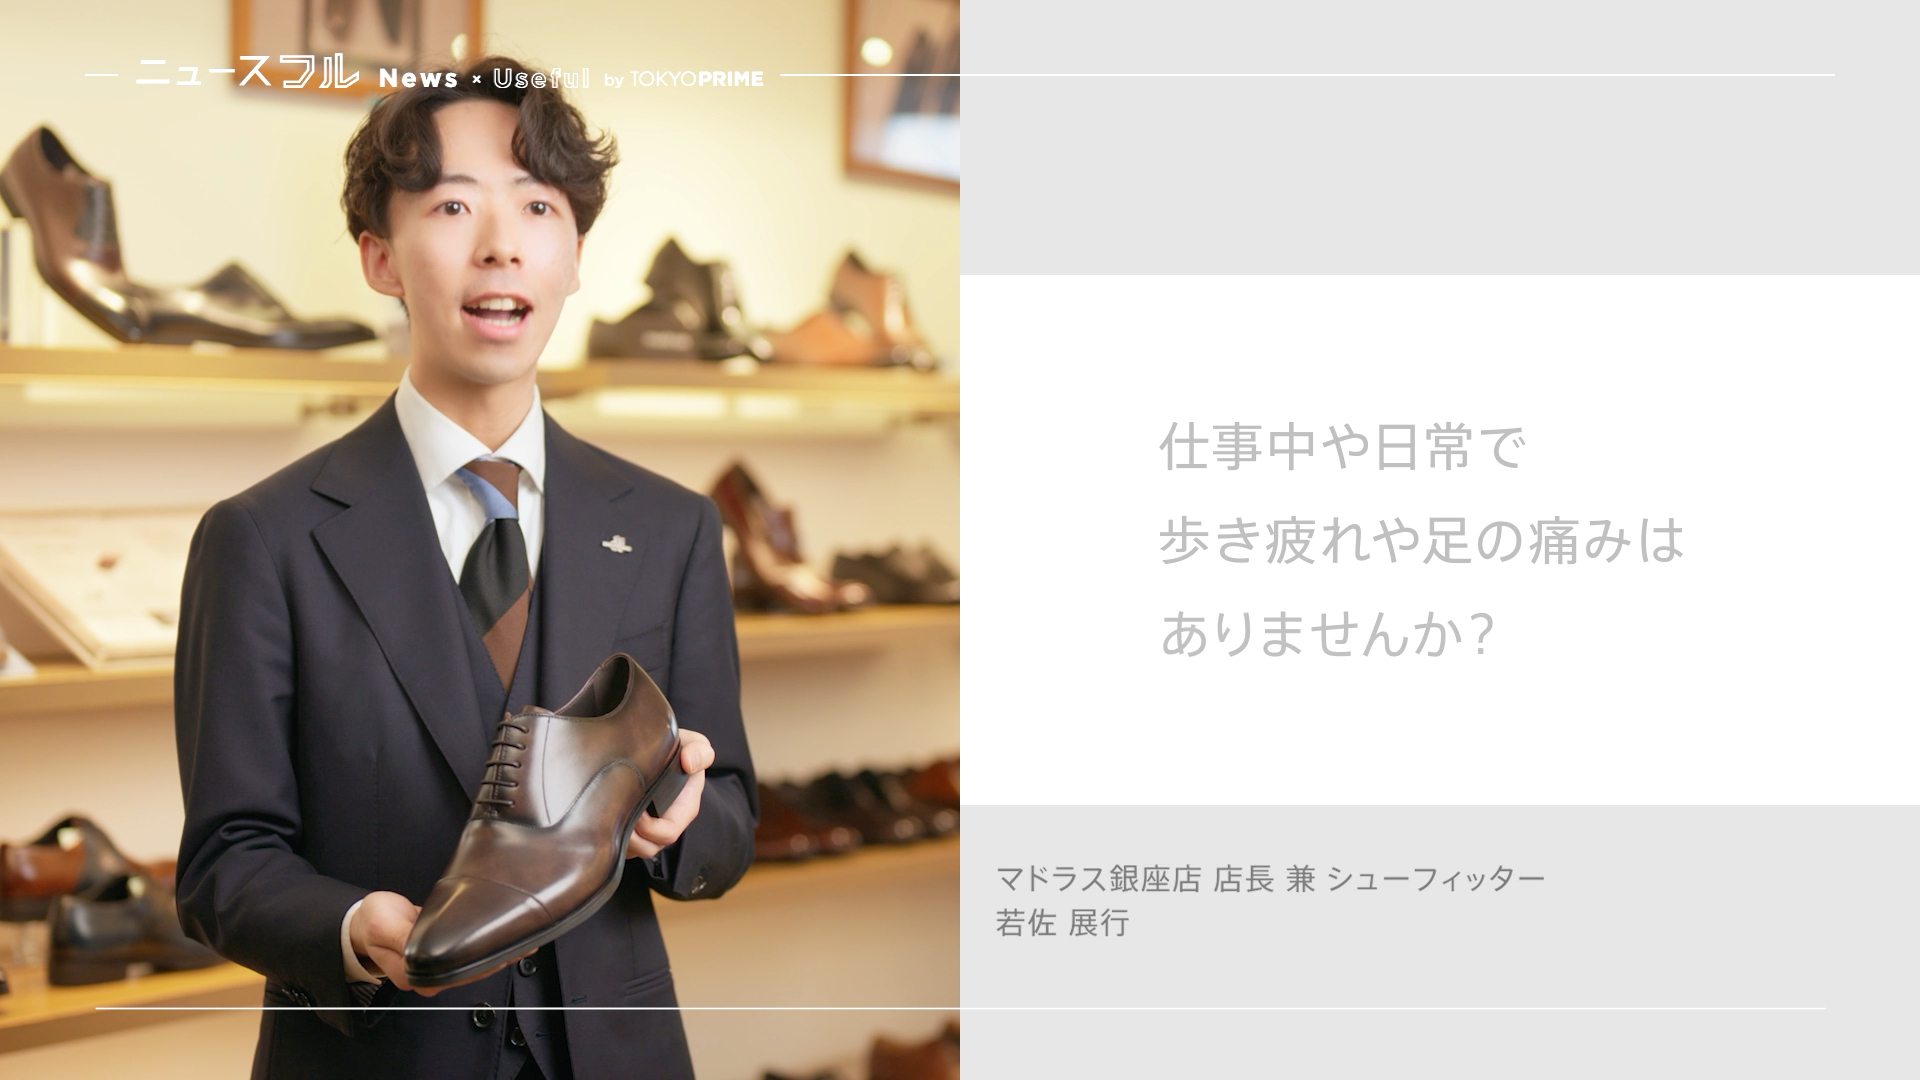 ニュースフル News × Useful by TOKYOPRIME
仕事中や日常で
歩き疲れや足の痛みは
ありませんか？
マドラス銀座店 店長 兼 シューフィッター
若佐 展行